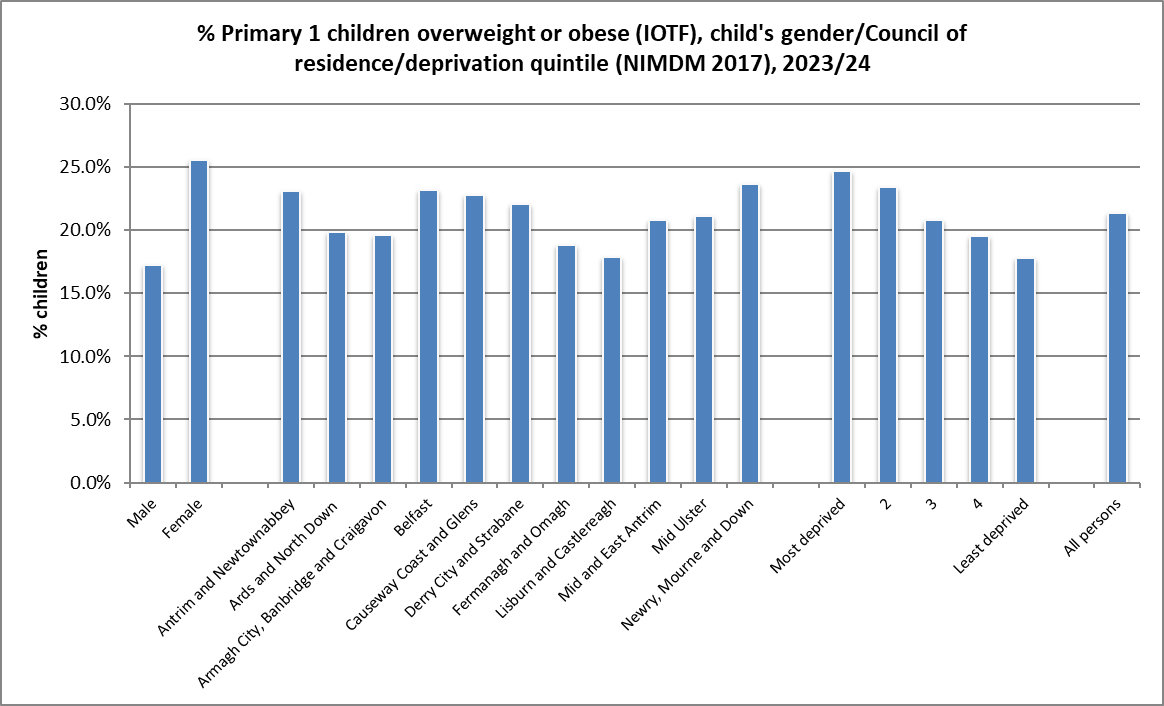 % Primary 1 children overweight or obese (IOTF), child's gender/Council of
residence/deprivation quintile (NIMDM 2017), 2023/24
% children
30.0%
25.0%
20.0%
15.0%
10.0%
5.0%
0.0%
Male
Female
Antrim and Newtownabbey
Ards and North Down
Armagh City, Banbridge and Craigavon
Belfast
Causeway Coast and Glens
Derry City and Strabane
Fermanagh and Omagh
Lisburn and Castlereagh
Mid and East Antrim
Mid Ulster
Newry, Mourne and Down
Most deprived
2
3
4
Least deprived
All persons